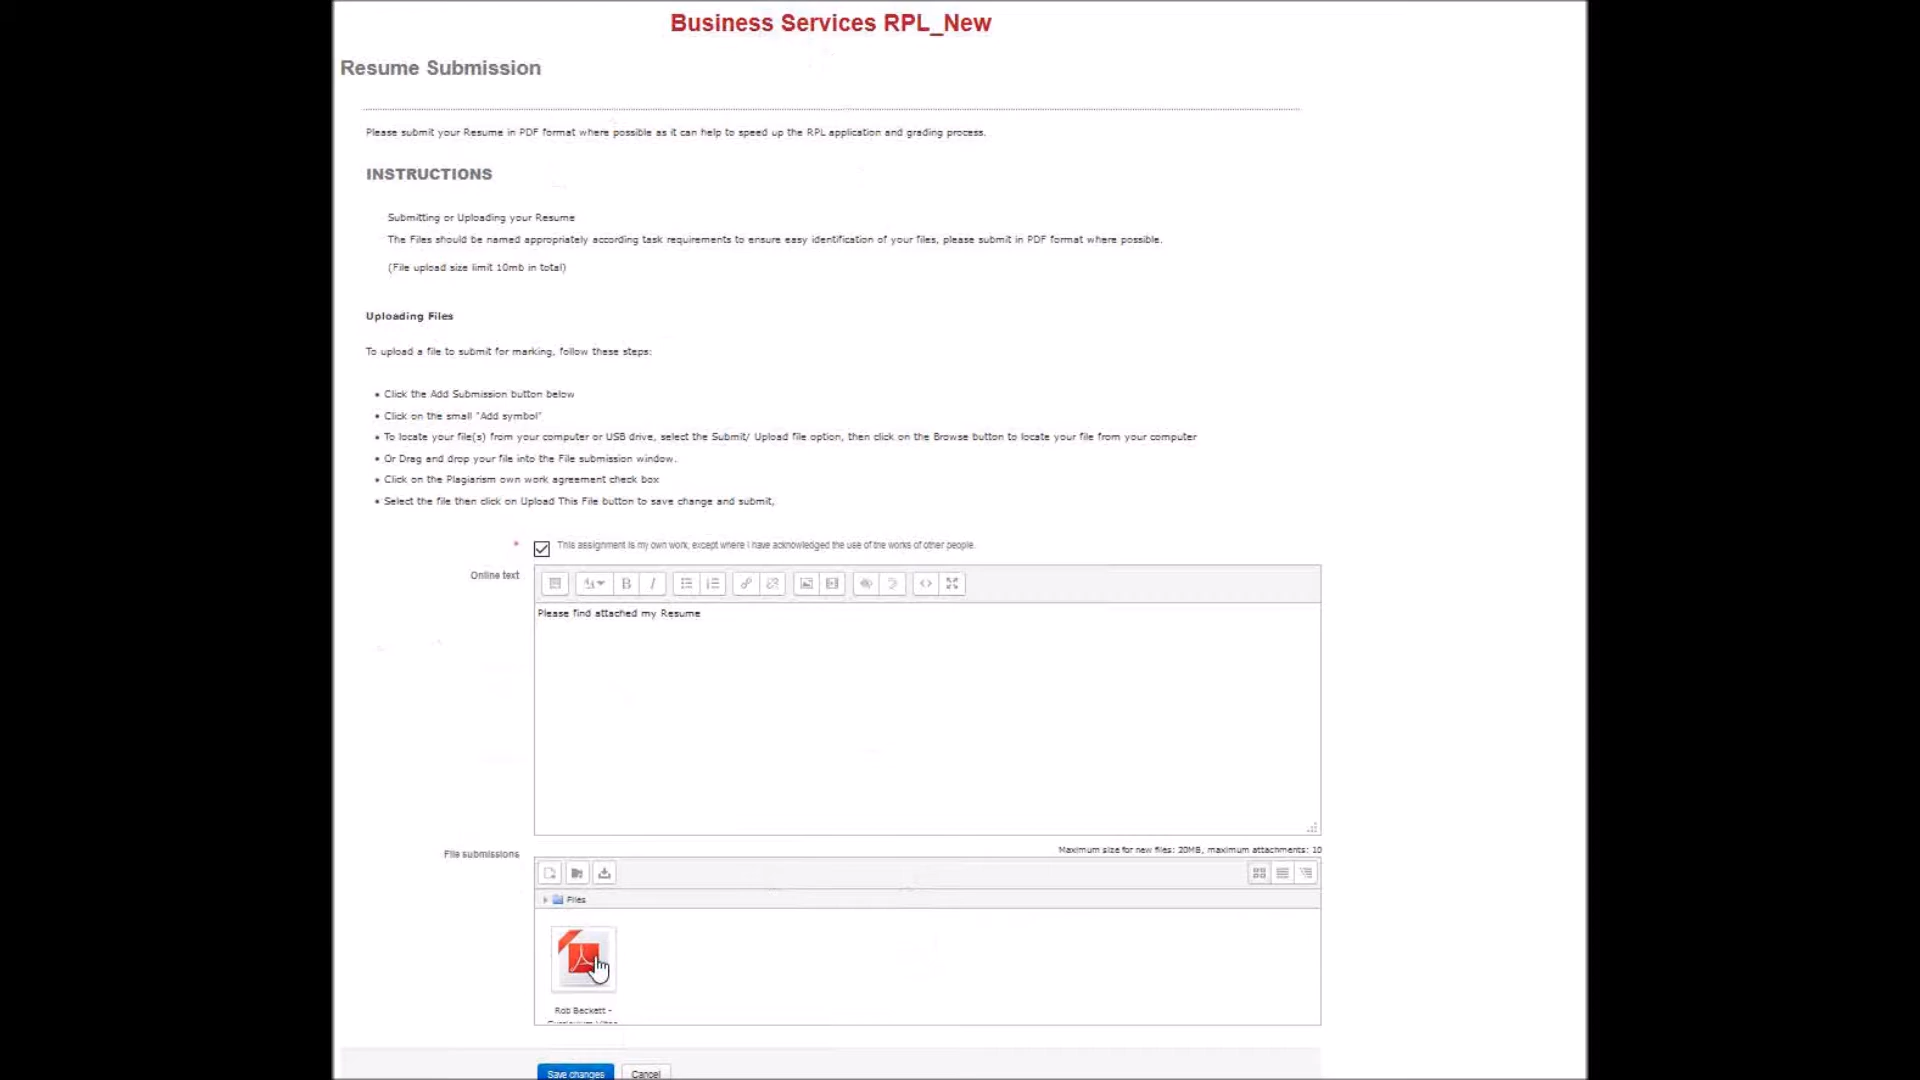 Business Services RPL_New
Resume Submission
Please submit your Resume in PDF format where possible as it can help to speed up the RPL application and grading process.
INSTRUCTIONS
Submitting or Uploading your Resume
The Files should be named appropriately according task requirements to ensure easy identification of your files, please submit in PDF format where possible.
(File upload size limit 10mb in total)
Uploading Files
To upload a file to submit for marking, follow these steps:
• Click the Add Submission button below
• Click on the small "Add symbol"
• To locate your file(s) from your computer or USB drive, select the Submit/ Upload file option, then click on the Browse button to locate your file from your computer
• Or Drag and drop your file into the File submission window.
• Click on the Plagiarism own work agreement check box
• Select the file then click on Upload This File button to save change and submit,
* This assignment is my own work, except where I have acknowledged the use of the works of other people.
Online text
Please find attached my Resume
File submissions
Maximum size for new files: 20MB, maximum attachments: 10
Files
Rob Beckett -
Curriculum Vitae
Save changes Cancel